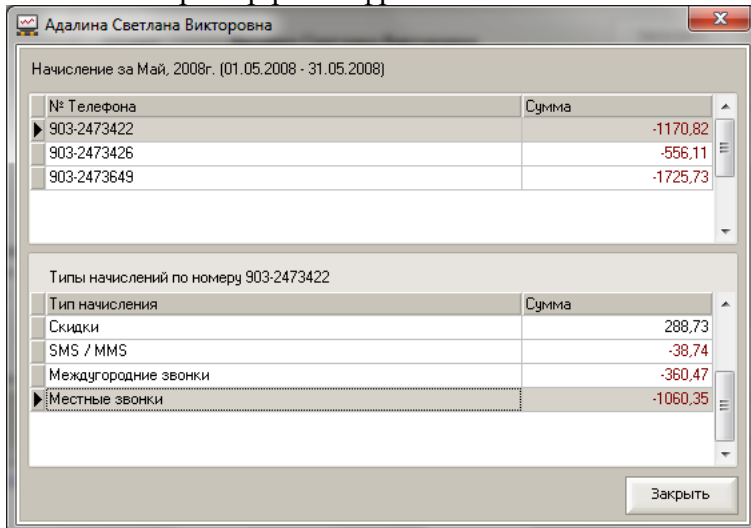 Адалина Светлана Викторовна
Начисление за Май, 2008г. (01.05.2008 - 31.05.2008)
№ Телефона Сумма
903-2473422 -1170,82
903-2473426 -556,11
903-2473649 -1725,73
Типы начислений по номеру 903-2473422
Тип начисления Сумма
Скидки 288,73
SMS / MMS -38,74
Междугородние звонки -360,47
Местные звонки -1060,35
Закрыть